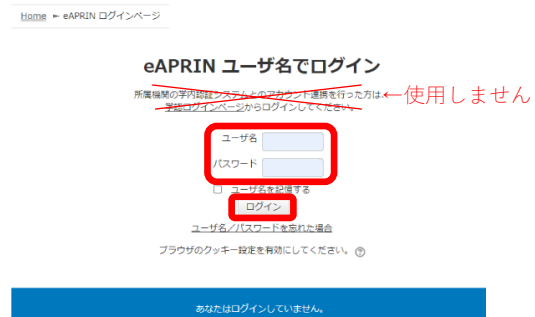 Home ► eAPRIN ログインページ
eAPRIN ユーザ名でログイン
所属機関の学内認証システムとのアカウント連携を行った方は
学認ログインページからログインしてください。
←使用しません
ユーザ名
パスワード
ユーザ名を記憶する
ログイン
ユーザ名/パスワードを忘れた場合
ブラウザのクッキー設定を有効にしてください。 ?
あなたはログインしていません。